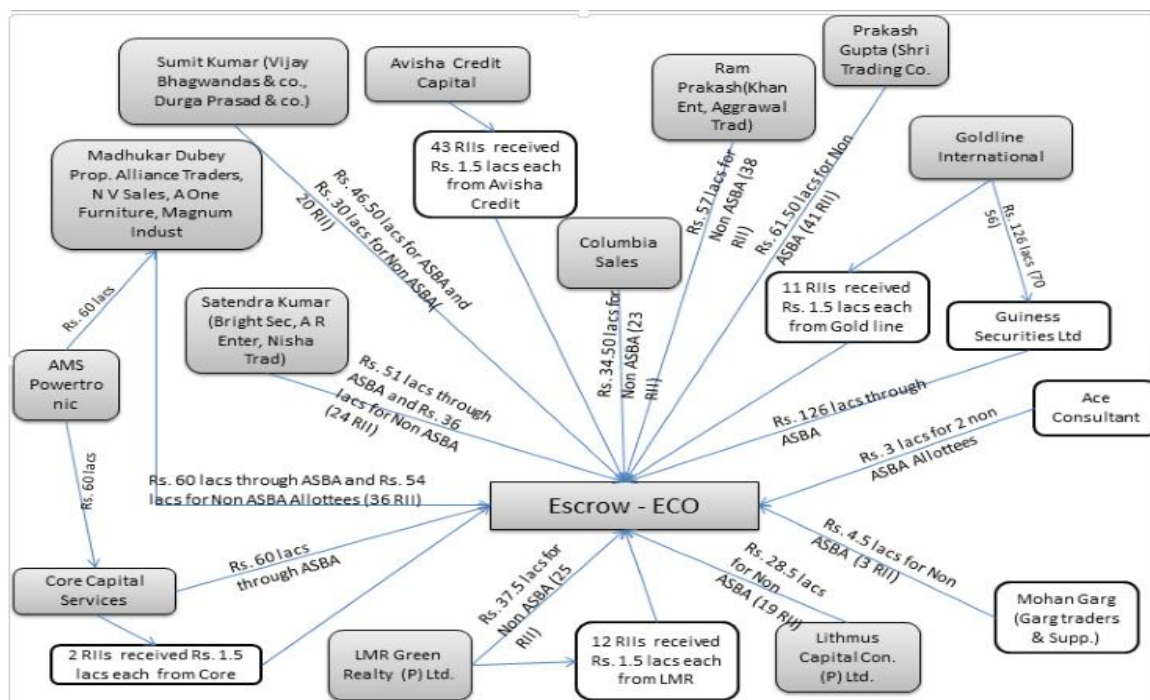 Sumit Kumar (Vijay
Bhagwandas & co.,
Durga Prasad & co.)
Avisha Credit
Capital
Ram
Prakash(Khan
Ent, Aggrawal
Trad)
Prakash
Gupta (Shri
Trading Co.
Madhukar Dubey
Prop. Alliance Traders,
N V Sales, A One
Furniture, Magnum
Indust
43 RIIs received
Rs. 1.5 lacs each
from Avisha
Credit
Goldline
International
Rs. 46.50 lacs for ASBA and
Rs. 30 lacs for Non ASBA(
20 RII)
Rs. 57 lacs for
Non ASBA (38
RII)
Rs. 61.50 lacs for Non
ASBA (41 RII)
Rs. 126 lacs (70
56)
Columbia
Sales
Rs. 60 lacs
Satendra Kumar
(Bright Sec, A R
Enter, Nisha
Trad)
11 RIIs received
Rs. 1.5 lacs each
from Gold line
Guiness
Securities Ltd
Rs. 34.50 lacs for
Non ASBA (23
RII)
AMS
Powertro
nic
Rs. 51 lacs through
ASBA and Rs. 36
lacs for Non ASBA
(24 RII)
Rs. 126 lacs through
ASBA
Ace
Consultant
Rs. 3 lacs for 2 non
ASBA Allottees
Rs. 60 lacs
Rs. 60 lacs through ASBA and Rs. 54
lacs for Non ASBA Allottees (36 RII)
Escrow - ECO
Rs. 60 lacs
through ASBA
Rs. 37.5 lacs for
Non ASBA (25
RII)
Rs. 28.5 lacs
for Non
ASBA (19 RII)
Rs. 4.5 lacs for Non
ASBA (3 RII)
Core Capital
Services
Mohan Garg
(Garg traders
& Supp.)
2 RIIs received Rs. 1.5
lacs each from Core
LMR Green
Realty (P) Ltd.
12 RIIs received
Rs. 1.5 lacs each
from LMR
Lithmus
Capital Con.
(P) Ltd.